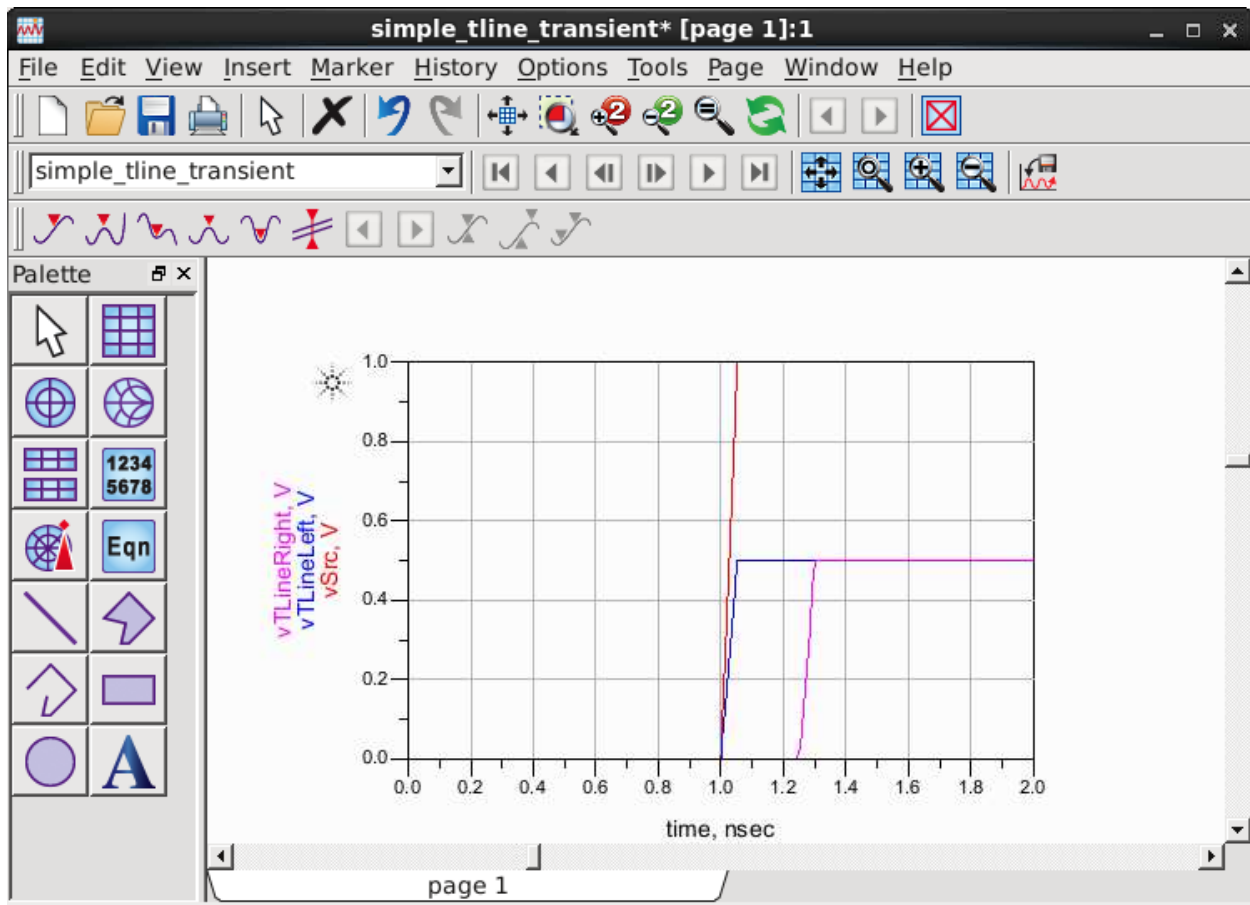 simple_tline_transient* [page 1]:1
File Edit View Insert Marker History Options Tools Page Window Help
2 2
simple_tline_transient
Palette
1234
5678
Eqn
A
vTLineRight, V
vTLineLeft, V
vSrc, V
1.0
0.8
0.6
0.4
0.2
0.0
0.0 0.2 0.4 0.6 0.8 1.0 1.2 1.4 1.6 1.8 2.0
time, nsec
page 1